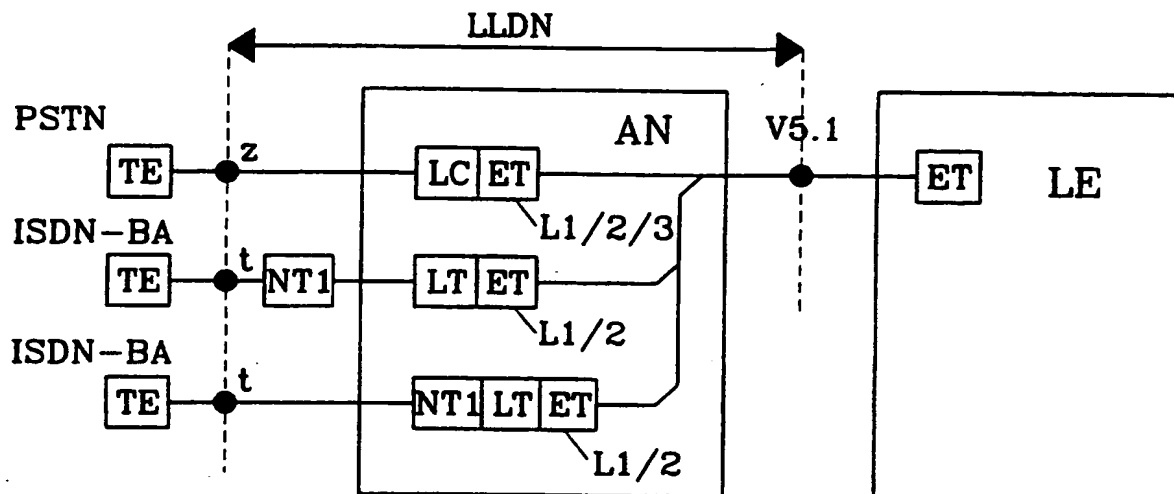 LLDN
PSTN
AN
V5.1
TE
z
LC
ET
ET
LE
L1/2/3
ISDN-BA
TE
t
NT1
LT
ET
L1/2
ISDN-BA
TE
t
NT1
LT
ET
L1/2